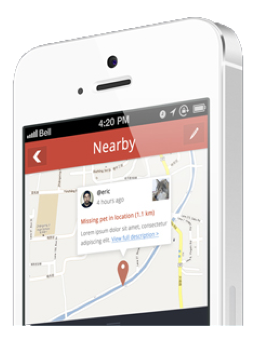 Bell 4:20 PM
Nearby
@eric
4 hours ago
Missing pet in location (1.1 km)
Lorem ipsum dolor sit amet, consectetur
adipiscing elit. View full description »